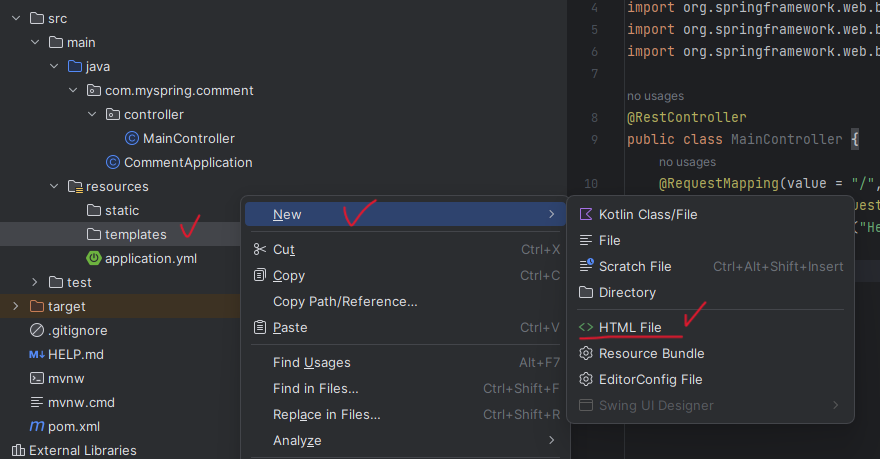 src
main
java
com.myspring.comment
controller
MainController
CommentApplication
resources
static
templates
application.yml
test
target
.gitignore
M↓ HELP.md
mvnw
mvnw.cmd
m pom.xml
External Libraries
New
Cut Ctrl+X
Copy Ctrl+C
Copy Path/Reference...
Paste Ctrl+V
Find Usages Alt+F7
Find in Files... Ctrl+Shift+F
Replace in Files... Ctrl+Shift+R
Analyze
Kotlin Class/File
File
Scratch File Ctrl+Alt+Shift+Insert
Directory
HTML File
Resource Bundle
EditorConfig File
Swing UI Designer
4 import org.springframework.web.b
5 import org.springframework.web.b
6 import org.springframework.web.b
7
no usages
8 @RestController
9 public class MainController {
no usages
10 @RequestMapping(value = "/",
uest
("He